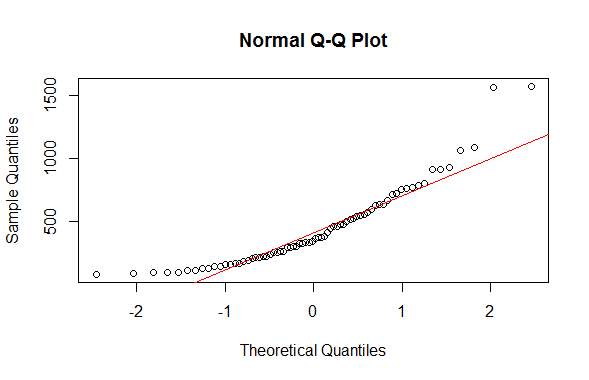 Normal Q-Q Plot
Sample Quantiles
1500
1000
500
-2
-1
0
1
2
Theoretical Quantiles